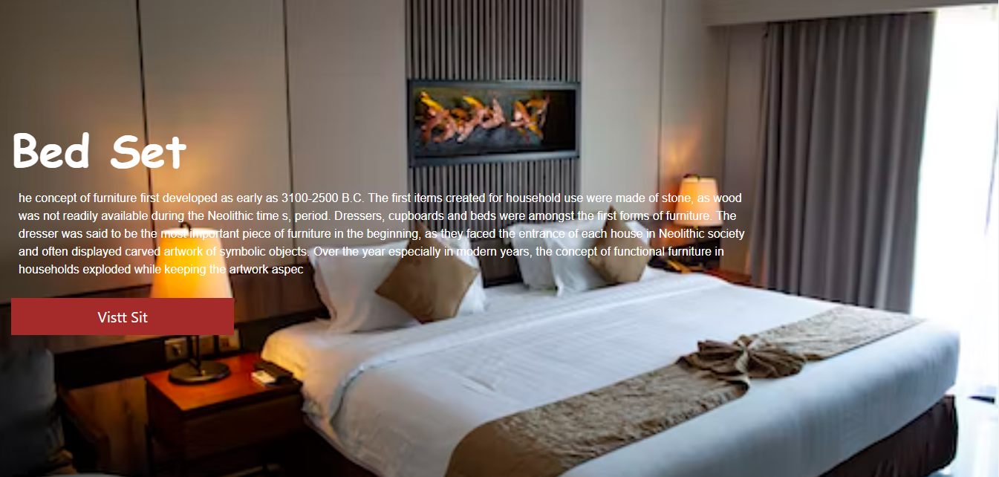 Bed Set
he concept of furniture first developed as early as 3100-2500 B.C. The first items created for household use were made of stone, as wood
was not readily available during the Neolithic time s, period. Dressers, cupboards and beds were amongst the first forms of furniture. The
dresser was said to be the most important piece of furniture in the beginning, as they faced the entrance of each house in Neolithic society
and often displayed carved artwork of symbolic objects. Over the year especially in modern years, the concept of functional furniture in
households exploded while keeping the artwork aspec
Vistt Sit